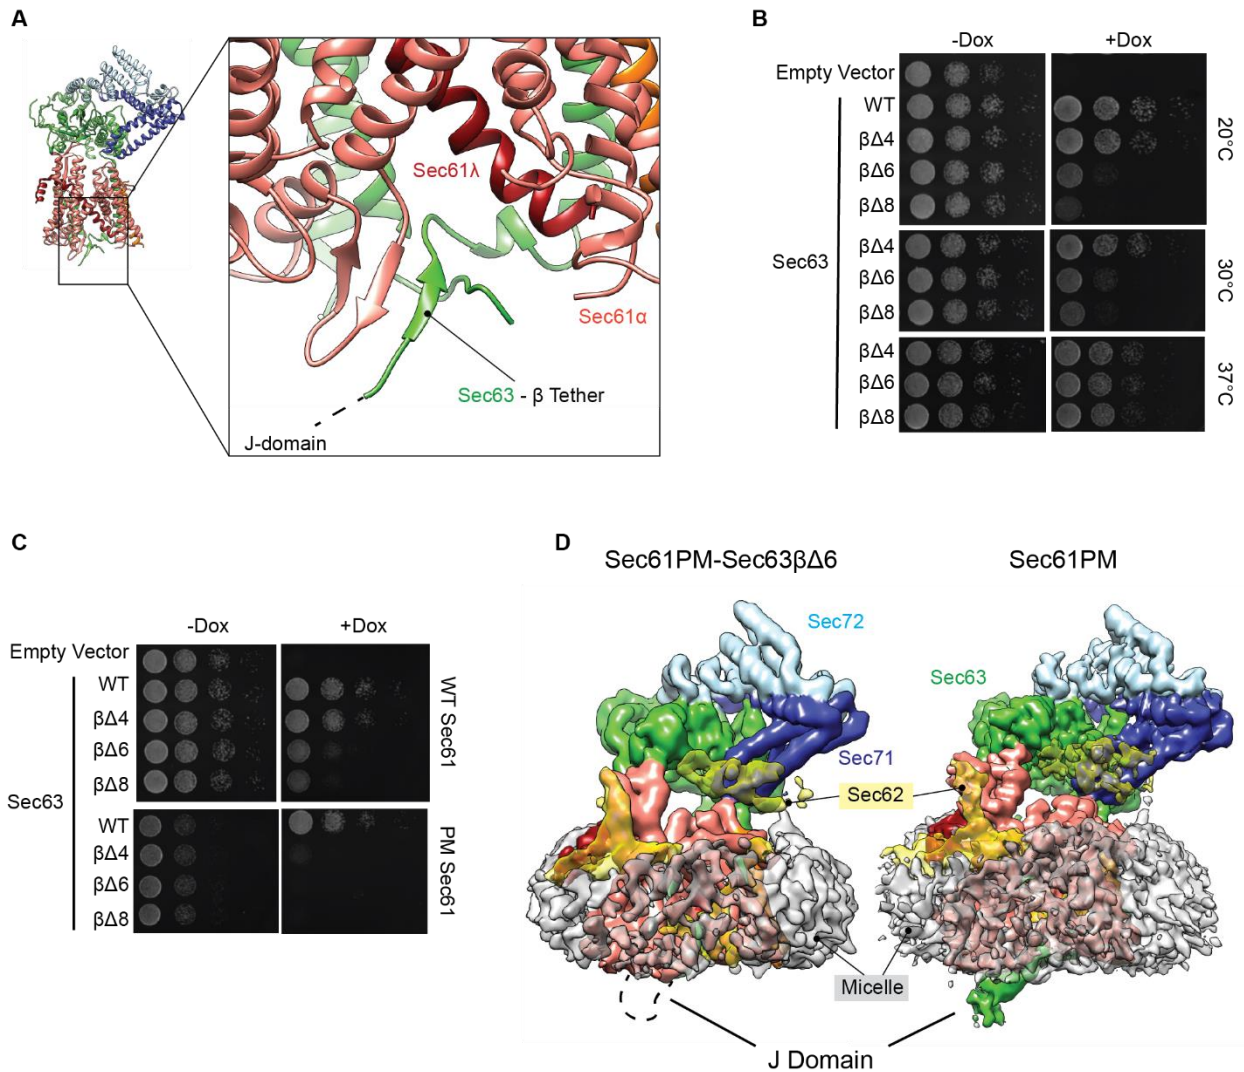 A
Sec61λ
Sec61α
Sec63 - β Tether
J-domain
B
-Dox +Dox
Empty Vector
WT
βΔ4
βΔ6
βΔ8
20°C
Sec63
βΔ4
βΔ6
βΔ8
30°C
βΔ4
βΔ6
βΔ8
37°C
C
-Dox +Dox
Empty Vector
WT
βΔ4
βΔ6
βΔ8
WT Sec61
Sec63
WT
βΔ4
βΔ6
βΔ8
PM Sec61
D
Sec61PM-Sec63βΔ6 Sec61PM
Sec72
Sec63
Sec71
Sec62
Micelle
J Domain